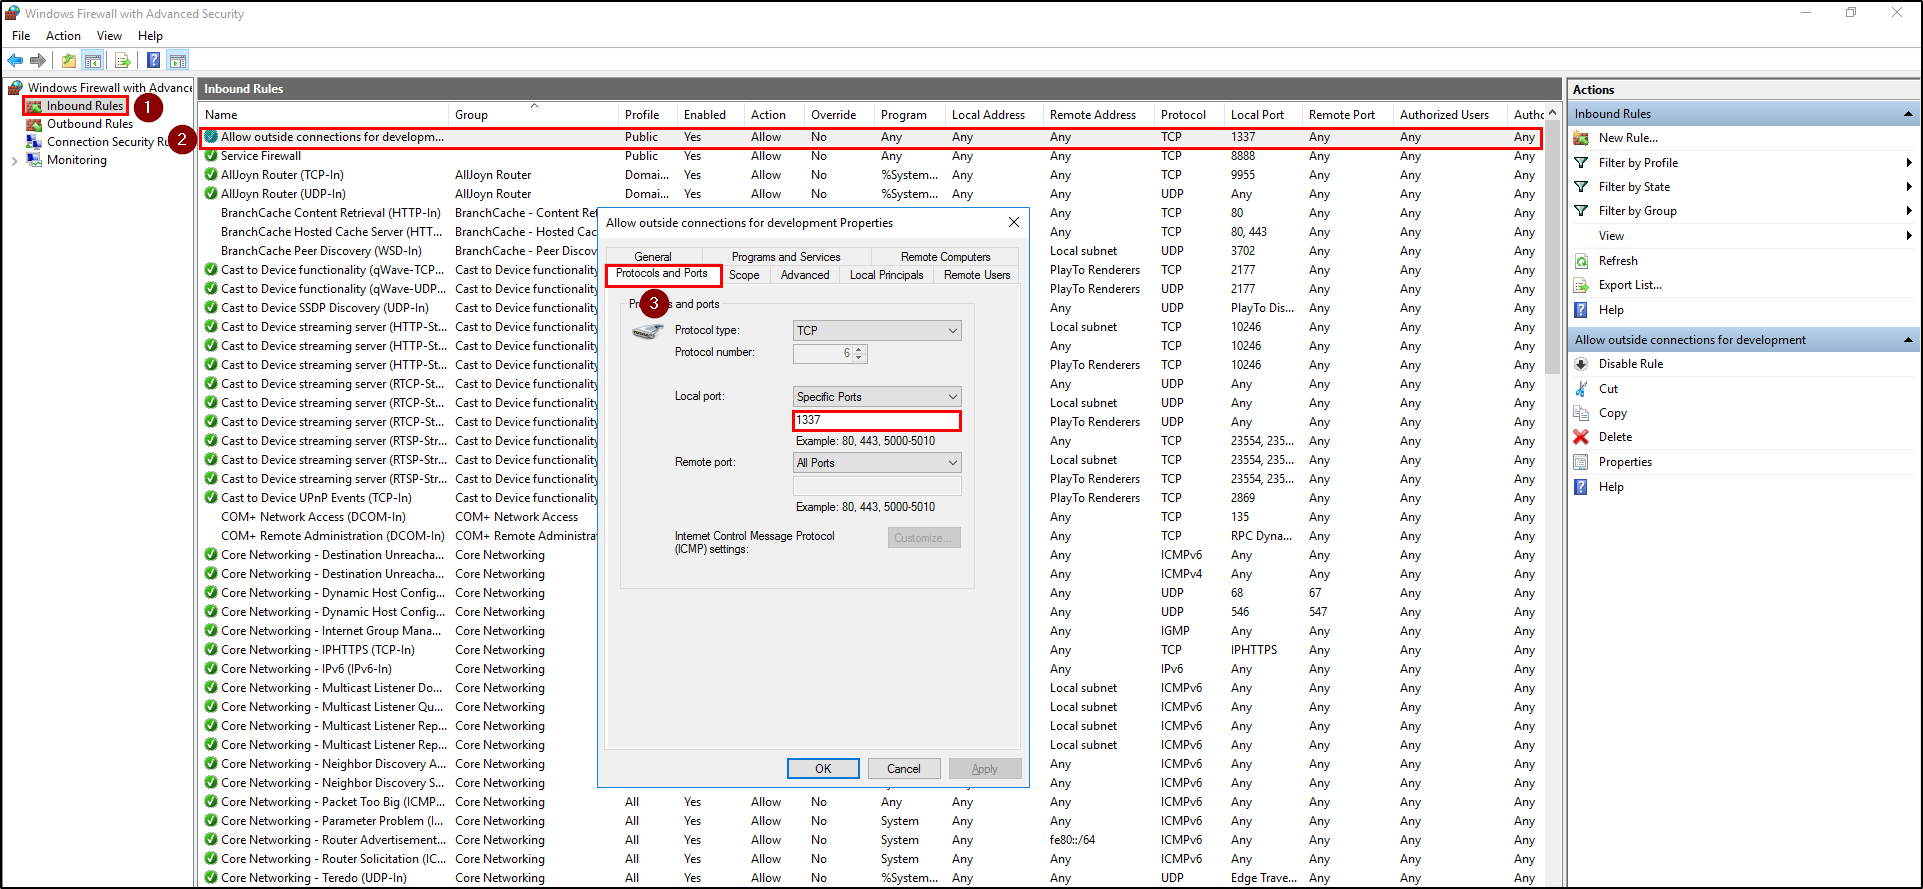 Windows Firewall with Advanced Security
File Action View Help
Windows Firewall with Advance
Inbound Rules
1
Outbound Rules
2
Connection Security Ru
Monitoring
Inbound Rules
Name Group Profile Enabled Action Override Program Local Address Remote Address Protocol Local Port Remote Port Authorized Users Autho
Allow outside connections for developm... Public Yes Allow No Any Any Any TCP 1337 Any Any Any
Service Firewall Public Yes Allow No Any Any Any TCP 8888 Any Any Any
AllJoyn Router (TCP-In) AllJoyn Router Domai... Yes Allow No %System... Any Any TCP 9955 Any Any Any
AllJoyn Router (UDP-In) AllJoyn Router Domai... Yes Allow No %System... Any Any UDP Any Any Any Any
BranchCache Content Retrieval (HTTP-In) BranchCache - Content Ret Any TCP 80 Any Any Any
BranchCache Hosted Cache Server (HTT... BranchCache - Hosted Cac Any TCP 80, 443 Any Any Any
BranchCache Peer Discovery (WSD-In) BranchCache - Peer Discov Local subnet UDP 3702 Any Any Any
Cast to Device functionality (qWave-TCP... Cast to Device functionality PlayTo Renderers TCP 2177 Any Any Any
Cast to Device functionality (qWave-UDP... Cast to Device functionality PlayTo Renderers UDP 2177 Any Any Any
Cast to Device SSDP Discovery (UDP-In) Cast to Device functionality Any UDP PlayTo Dis... Any Any Any
Cast to Device streaming server (HTTP-St... Cast to Device functionality Local subnet TCP 10246 Any Any Any
Cast to Device streaming server (HTTP-St... Cast to Device functionality Any TCP 10246 Any Any Any
Cast to Device streaming server (HTTP-St... Cast to Device functionality PlayTo Renderers TCP 10246 Any Any Any
Cast to Device streaming server (RTCP-St... Cast to Device functionality Any UDP Any Any Any Any
Cast to Device streaming server (RTCP-St... Cast to Device functionality Local subnet UDP Any Any Any Any
Cast to Device streaming server (RTCP-St... Cast to Device functionality PlayTo Renderers UDP Any Any Any Any
Cast to Device streaming server (RTSP-Str... Cast to Device functionality Any TCP 23554, 235... Any Any Any
Cast to Device streaming server (RTSP-Str... Cast to Device functionality Local subnet TCP 23554, 235... Any Any Any
Cast to Device streaming server (RTSP-Str... Cast to Device functionality PlayTo Renderers TCP 23554, 235... Any Any Any
Cast to Device UPnP Events (TCP-In) Cast to Device functionality PlayTo Renderers TCP 2869 Any Any Any
COM+ Network Access (DCOM-In) COM+ Network Access Any TCP 135 Any Any Any
COM+ Remote Administration (DCOM-In) COM+ Remote Administra Any TCP RPC Dyna... Any Any Any
Core Networking - Destination Unreacha... Core Networking Any ICMPv6 Any Any Any Any
Core Networking - Destination Unreacha... Core Networking Any ICMPv4 Any Any Any Any
Core Networking - Dynamic Host Config... Core Networking Any UDP 68 67 Any Any
Core Networking - Dynamic Host Config... Core Networking Any UDP 546 547 Any Any
Core Networking - Internet Group Mana... Core Networking Any IGMP Any Any Any Any
Core Networking - IPHTTPS (TCP-In) Core Networking Any TCP IPHTTPS Any Any Any
Core Networking - IPv6 (IPv6-In) Core Networking Any IPv6 Any Any Any Any
Core Networking - Multicast Listener Do... Core Networking Local subnet ICMPv6 Any Any Any Any
Core Networking - Multicast Listener Qu... Core Networking Local subnet ICMPv6 Any Any Any Any
Core Networking - Multicast Listener Rep... Core Networking Local subnet ICMPv6 Any Any Any Any
Core Networking - Multicast Listener Rep... Core Networking Local subnet ICMPv6 Any Any Any Any
Core Networking - Neighbor Discovery A... Core Networking Any ICMPv6 Any Any Any Any
Core Networking - Neighbor Discovery S... Core Networking Any ICMPv6 Any Any Any Any
Core Networking - Packet Too Big (ICMP... Core Networking All Yes Allow No Any Any Any ICMPv6 Any Any Any Any
Core Networking - Parameter Problem (I... Core Networking All Yes Allow No System Any Any ICMPv6 Any Any Any Any
Core Networking - Router Advertisement... Core Networking All Yes Allow No System Any fe80::/64 ICMPv6 Any Any Any Any
Core Networking - Router Solicitation (IC... Core Networking All Yes Allow No System Any Any ICMPv6 Any Any Any Any
Core Networking - Teredo (UDP-In) Core Networking All Yes Allow No %System... Any Any UDP Edge Trave... Any Any Any
Allow outside connections for development Properties
General Programs and Services Remote Computers
Protocols and Ports Scope Advanced Local Principals Remote Users
3
and ports
Protocol type: TCP
Protocol number: 6
Local port: Specific Ports
1337
Example: 80, 443, 5000-5010
Remote port: All Ports
Example: 80, 443, 5000-5010
Internet Control Message Protocol
(ICMP) settings:
Customize...
OK Cancel Apply
Actions
Inbound Rules
New Rule...
Filter by Profile
Filter by State
Filter by Group
View
Refresh
Export List...
Help
Allow outside connections for development
Disable Rule
Cut
Copy
Delete
Properties
Help